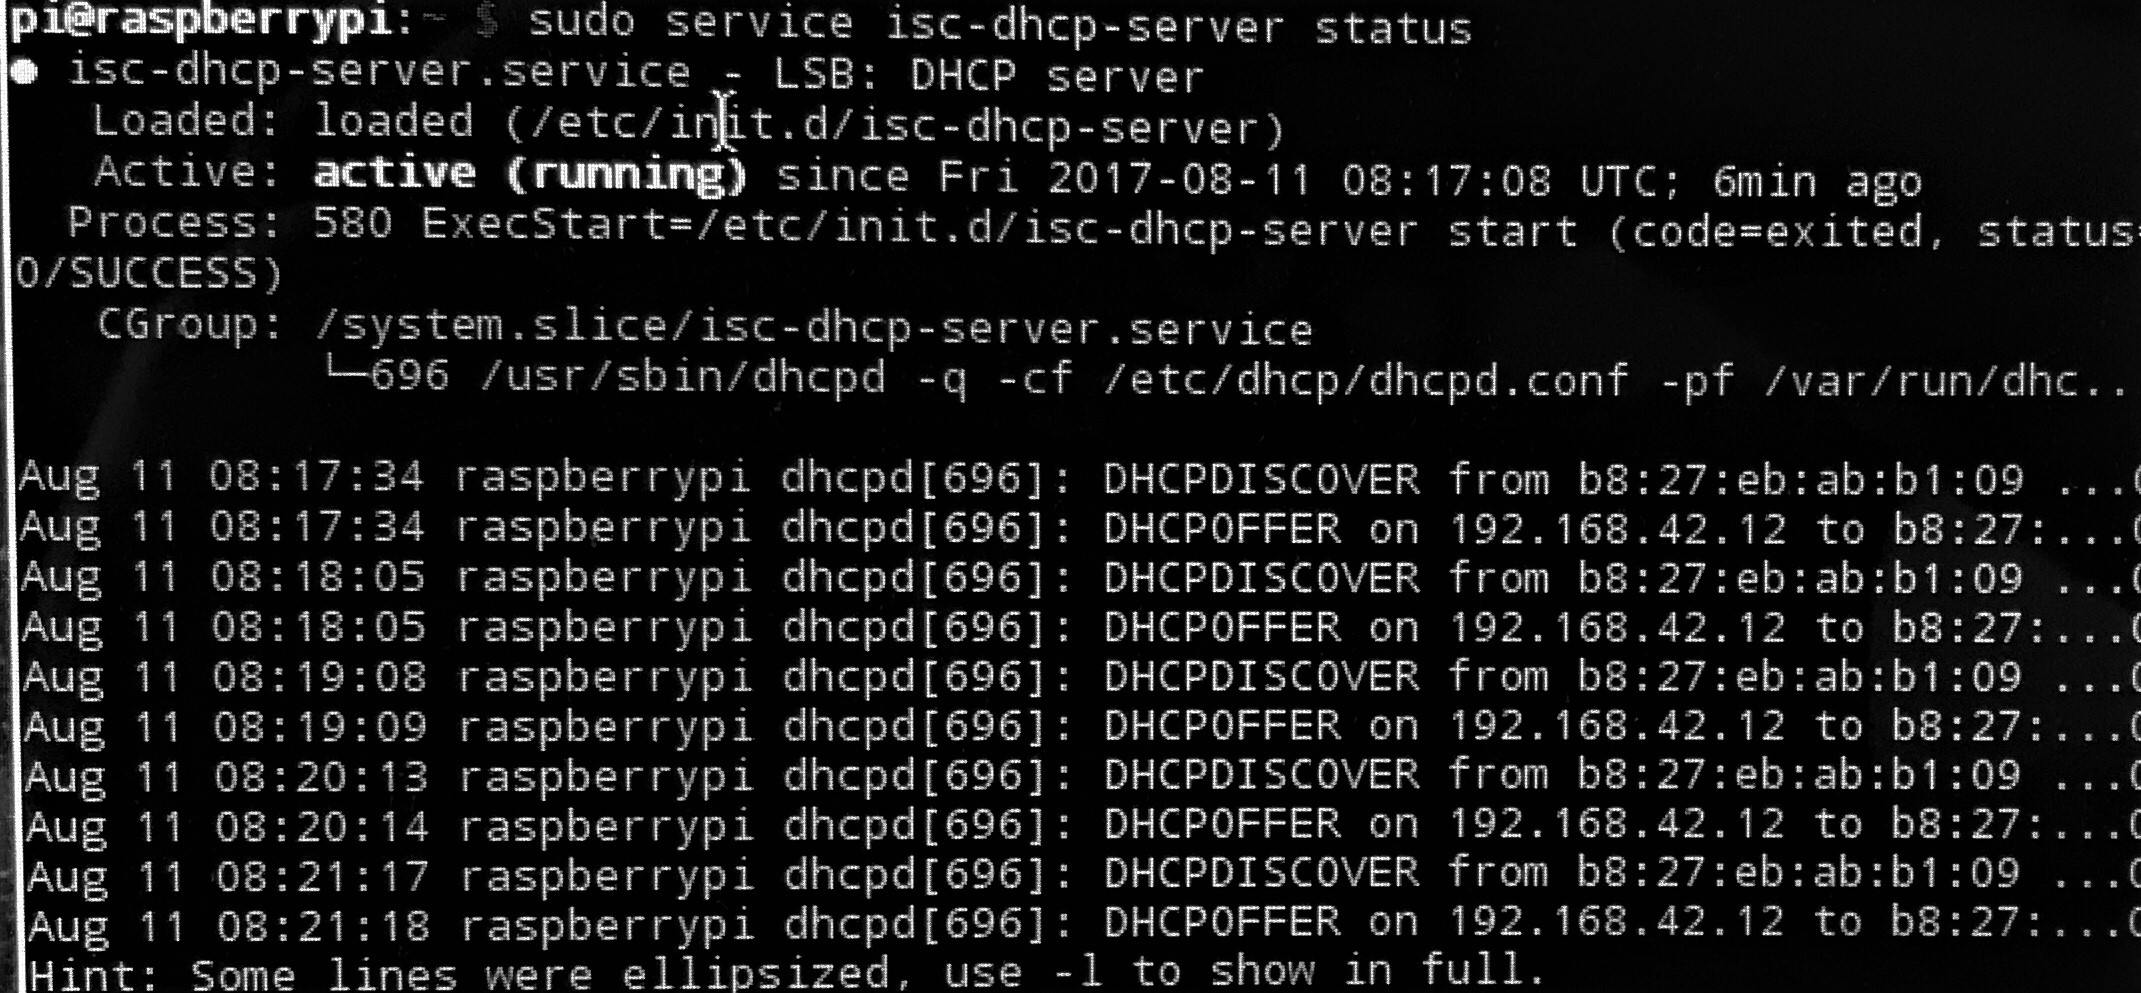 pi@raspberrypi:~ $ sudo service isc-dhcp-server status
● isc-dhcp-server.service - LSB: DHCP server
Loaded: loaded (/etc/init.d/isc-dhcp-server)
Active: active (running) since Fri 2017-08-11 08:17:08 UTC; 6min ago
Process: 580 ExecStart=/etc/init.d/isc-dhcp-server start (code=exited, status=
0/SUCCESS)
CGroup: /system.slice/isc-dhcp-server.service
└─696 /usr/sbin/dhcpd -q -cf /etc/dhcp/dhcpd.conf -pf /var/run/dhc..
Aug 11 08:17:34 raspberrypi dhcpd[696]: DHCPDISCOVER from b8:27:eb:ab:b1:09 ...
Aug 11 08:17:34 raspberrypi dhcpd[696]: DHCPOFFER on 192.168.42.12 to b8:27:...
Aug 11 08:18:05 raspberrypi dhcpd[696]: DHCPDISCOVER from b8:27:eb:ab:b1:09 ...
Aug 11 08:18:05 raspberrypi dhcpd[696]: DHCPOFFER on 192.168.42.12 to b8:27:...
Aug 11 08:19:08 raspberrypi dhcpd[696]: DHCPDISCOVER from b8:27:eb:ab:b1:09 ...
Aug 11 08:19:09 raspberrypi dhcpd[696]: DHCPOFFER on 192.168.42.12 to b8:27:...
Aug 11 08:20:13 raspberrypi dhcpd[696]: DHCPDISCOVER from b8:27:eb:ab:b1:09 ...
Aug 11 08:20:14 raspberrypi dhcpd[696]: DHCPOFFER on 192.168.42.12 to b8:27:...
Aug 11 08:21:17 raspberrypi dhcpd[696]: DHCPDISCOVER from b8:27:eb:ab:b1:09 ...
Aug 11 08:21:18 raspberrypi dhcpd[696]: DHCPOFFER on 192.168.42.12 to b8:27:...
Hint: Some lines were ellipsized, use -l to show in full.